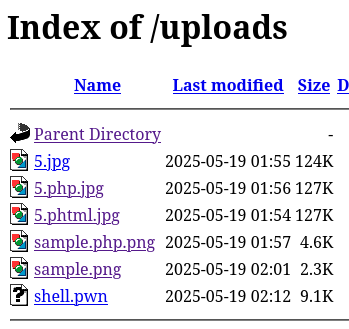 Index of /uploads
Name Last modified Size D
Parent Directory -
5.jpg 2025-05-19 01:55 124K
5.php.jpg 2025-05-19 01:56 127K
5.phtml.jpg 2025-05-19 01:54 127K
sample.php.png 2025-05-19 01:57 4.6K
sample.png 2025-05-19 02:01 2.3K
shell.pwn 2025-05-19 02:12 9.1K